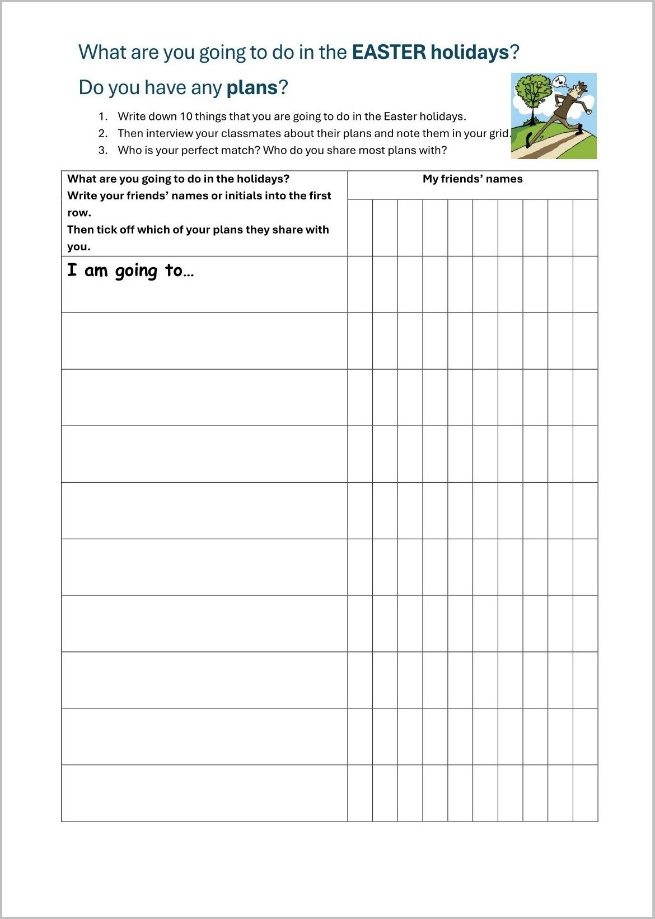 What are you going to do in the EASTER holidays?
Do you have any plans?
1. Write down 10 things that you are going to do in the Easter holidays.
2. Then interview your classmates about their plans and note them in your grid.
3. Who is your perfect match? Who do you share most plans with?
What are you going to do in the holidays?
Write your friends’ names or initials into the first
row.
Then tick off which of your plans they share with
you.
My friends’ names
I am going to…